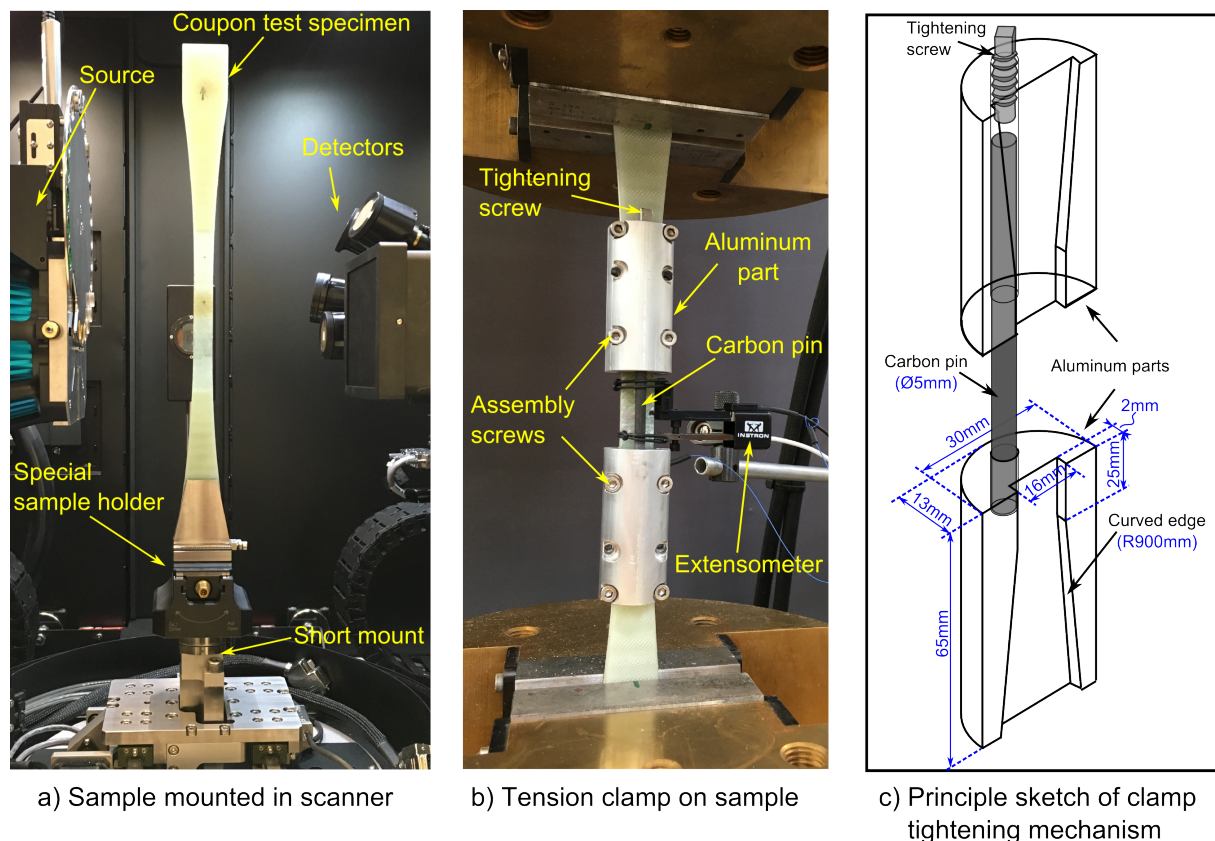 Coupon test specimen
Source
Detectors
Special
sample holder
Short mount
a) Sample mounted in scanner
Tightening
screw
Aluminum
part
Carbon pin
Assembly
screws
INSTRON
Extensometer
b) Tension clamp on sample
Tightening
screw
Carbon pin
(Ø5mm)
Aluminum parts
2mm
30mm
16mm
25mm
13mm
Curved edge
(R900mm)
65mm
c) Principle sketch of clamp
tightening mechanism